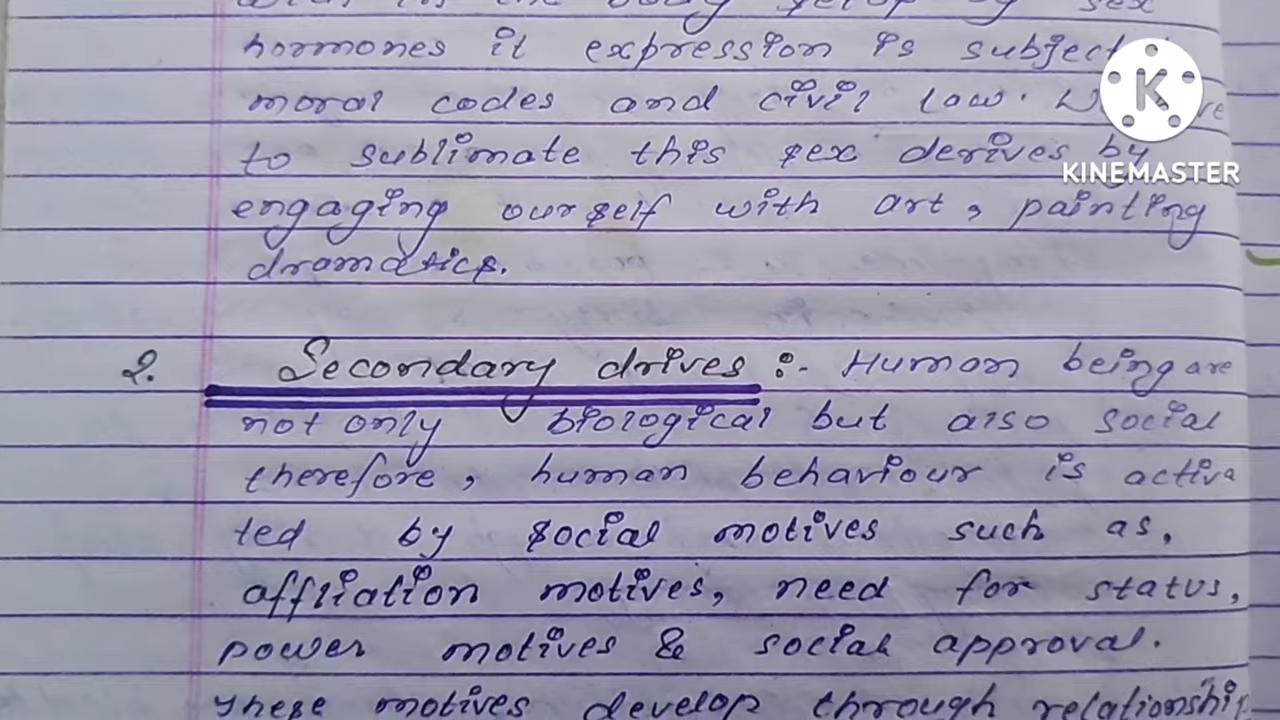 hormones it expression is subject
moral codes and civil law.
to sublimate this sex derives by
engaging ourself with art, painting
dramatics.
2. Secondary drives :- Human being are
not only biological but also social
therefore, human behaviour is activa
ted by social motives such as,
affliation motives, need for status,
power motives & social approval.
These motives develop through relationship
K
KINEMASTER